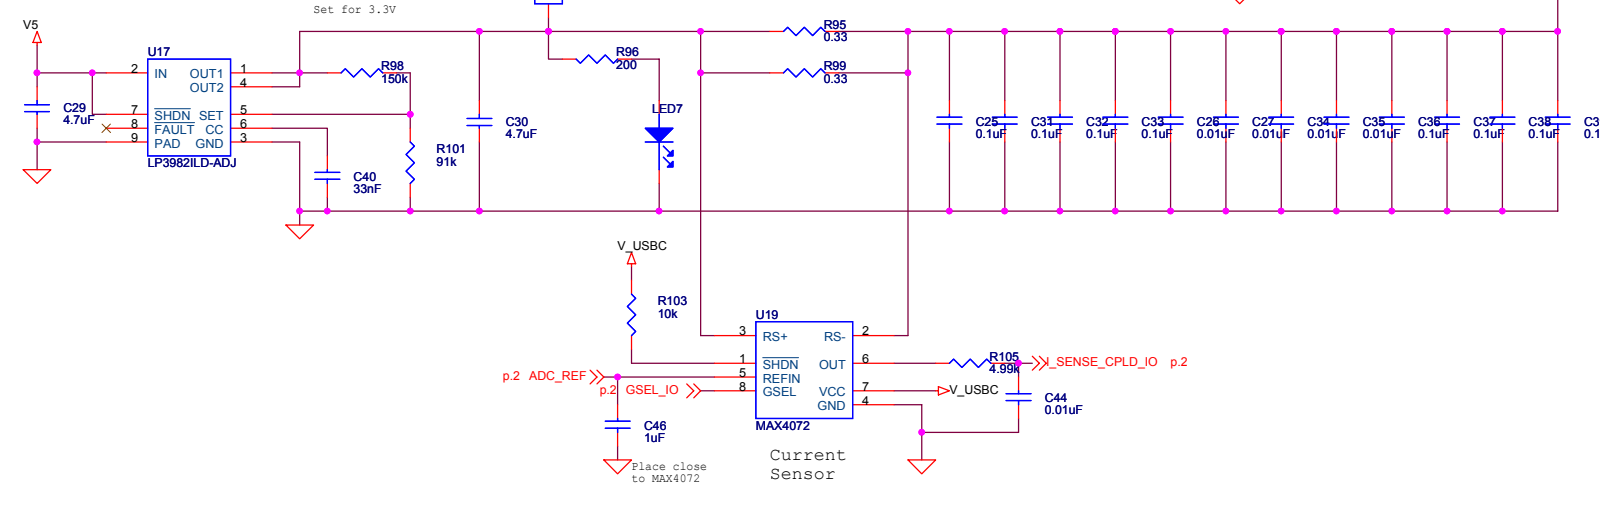 Set for 3.3V
V5
U17
2 IN OUT1 1
OUT2 4
7 SHDN SET 5
8 FAULT CC 6
9 PAD GND 3
LP3982ILD-ADJ
C29
4.7uF
R98
150k
R101
91k
C40
33nF
C30
4.7uF
R96
200
LED7
R95
0.33
R99
0.33
C25
0.1uF
C31
0.1uF
C32
0.1uF
C33
0.1uF
C26
0.01uF
C27
0.01uF
C34
0.01uF
C35
0.01uF
C36
0.1uF
C37
0.1uF
C38
0.1uF
C3
0.1
V_USBC
R103
10k
U19
3 RS+ RS- 2
1 SHDN OUT 6
5 REFIN
8 GSEL VCC 7
GND 4
MAX4072
p.2 ADC_REF
p.2 GSEL_IO
C46
1uF
Place close
to MAX4072
Current
Sensor
R105
4.99k
I_SENSE_CPLD_IO p.2
V_USBC
C44
0.01uF